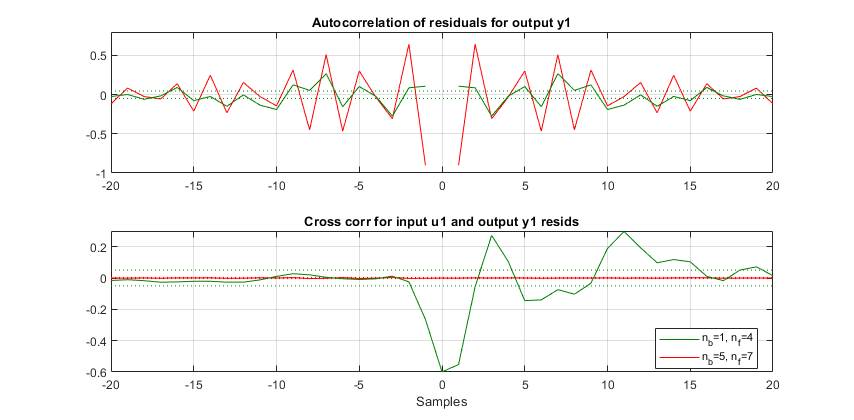 Autocorrelation of residuals for output y1
0.5
0
-0.5
-1
-20 -15 -10 -5 0 5 10 15 20
Cross corr for input u1 and output y1 resids
0.2
0
-0.2
-0.4
-0.6
n_b=1, n_f=4
n_b=5, n_f=7
-20 -15 -10 -5 0 5 10 15 20
Samples